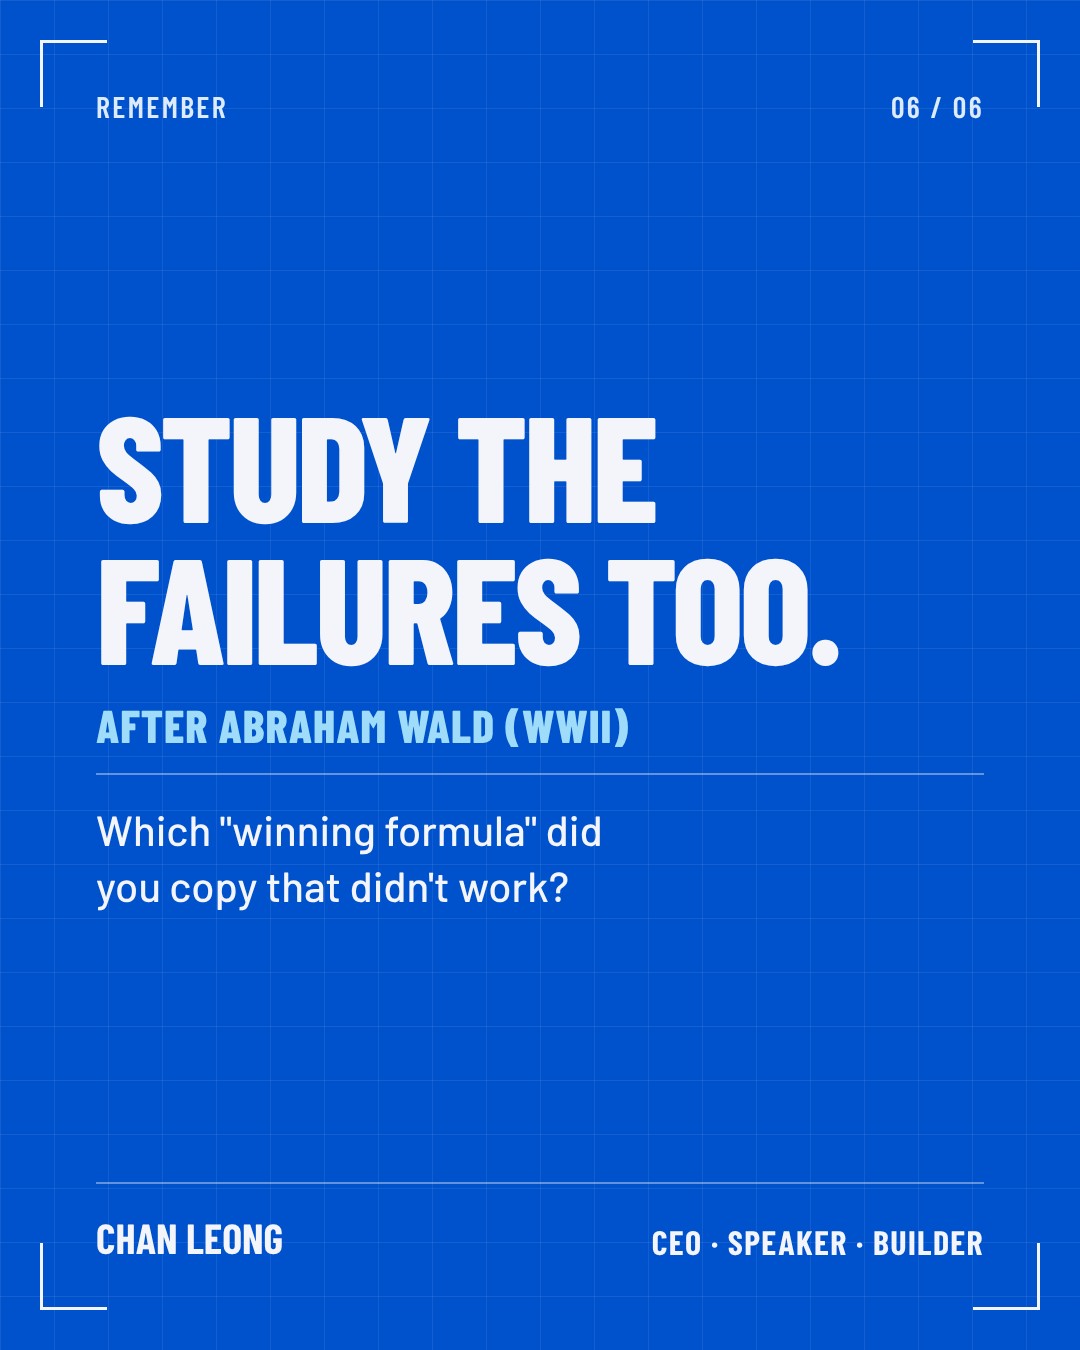 REMEMBER
06 / 06
STUDY THE
FAILURES TOO.
AFTER ABRAHAM WALD (WWII)
Which "winning formula" did
you copy that didn't work?
CHAN LEONG
CEO · SPEAKER · BUILDER